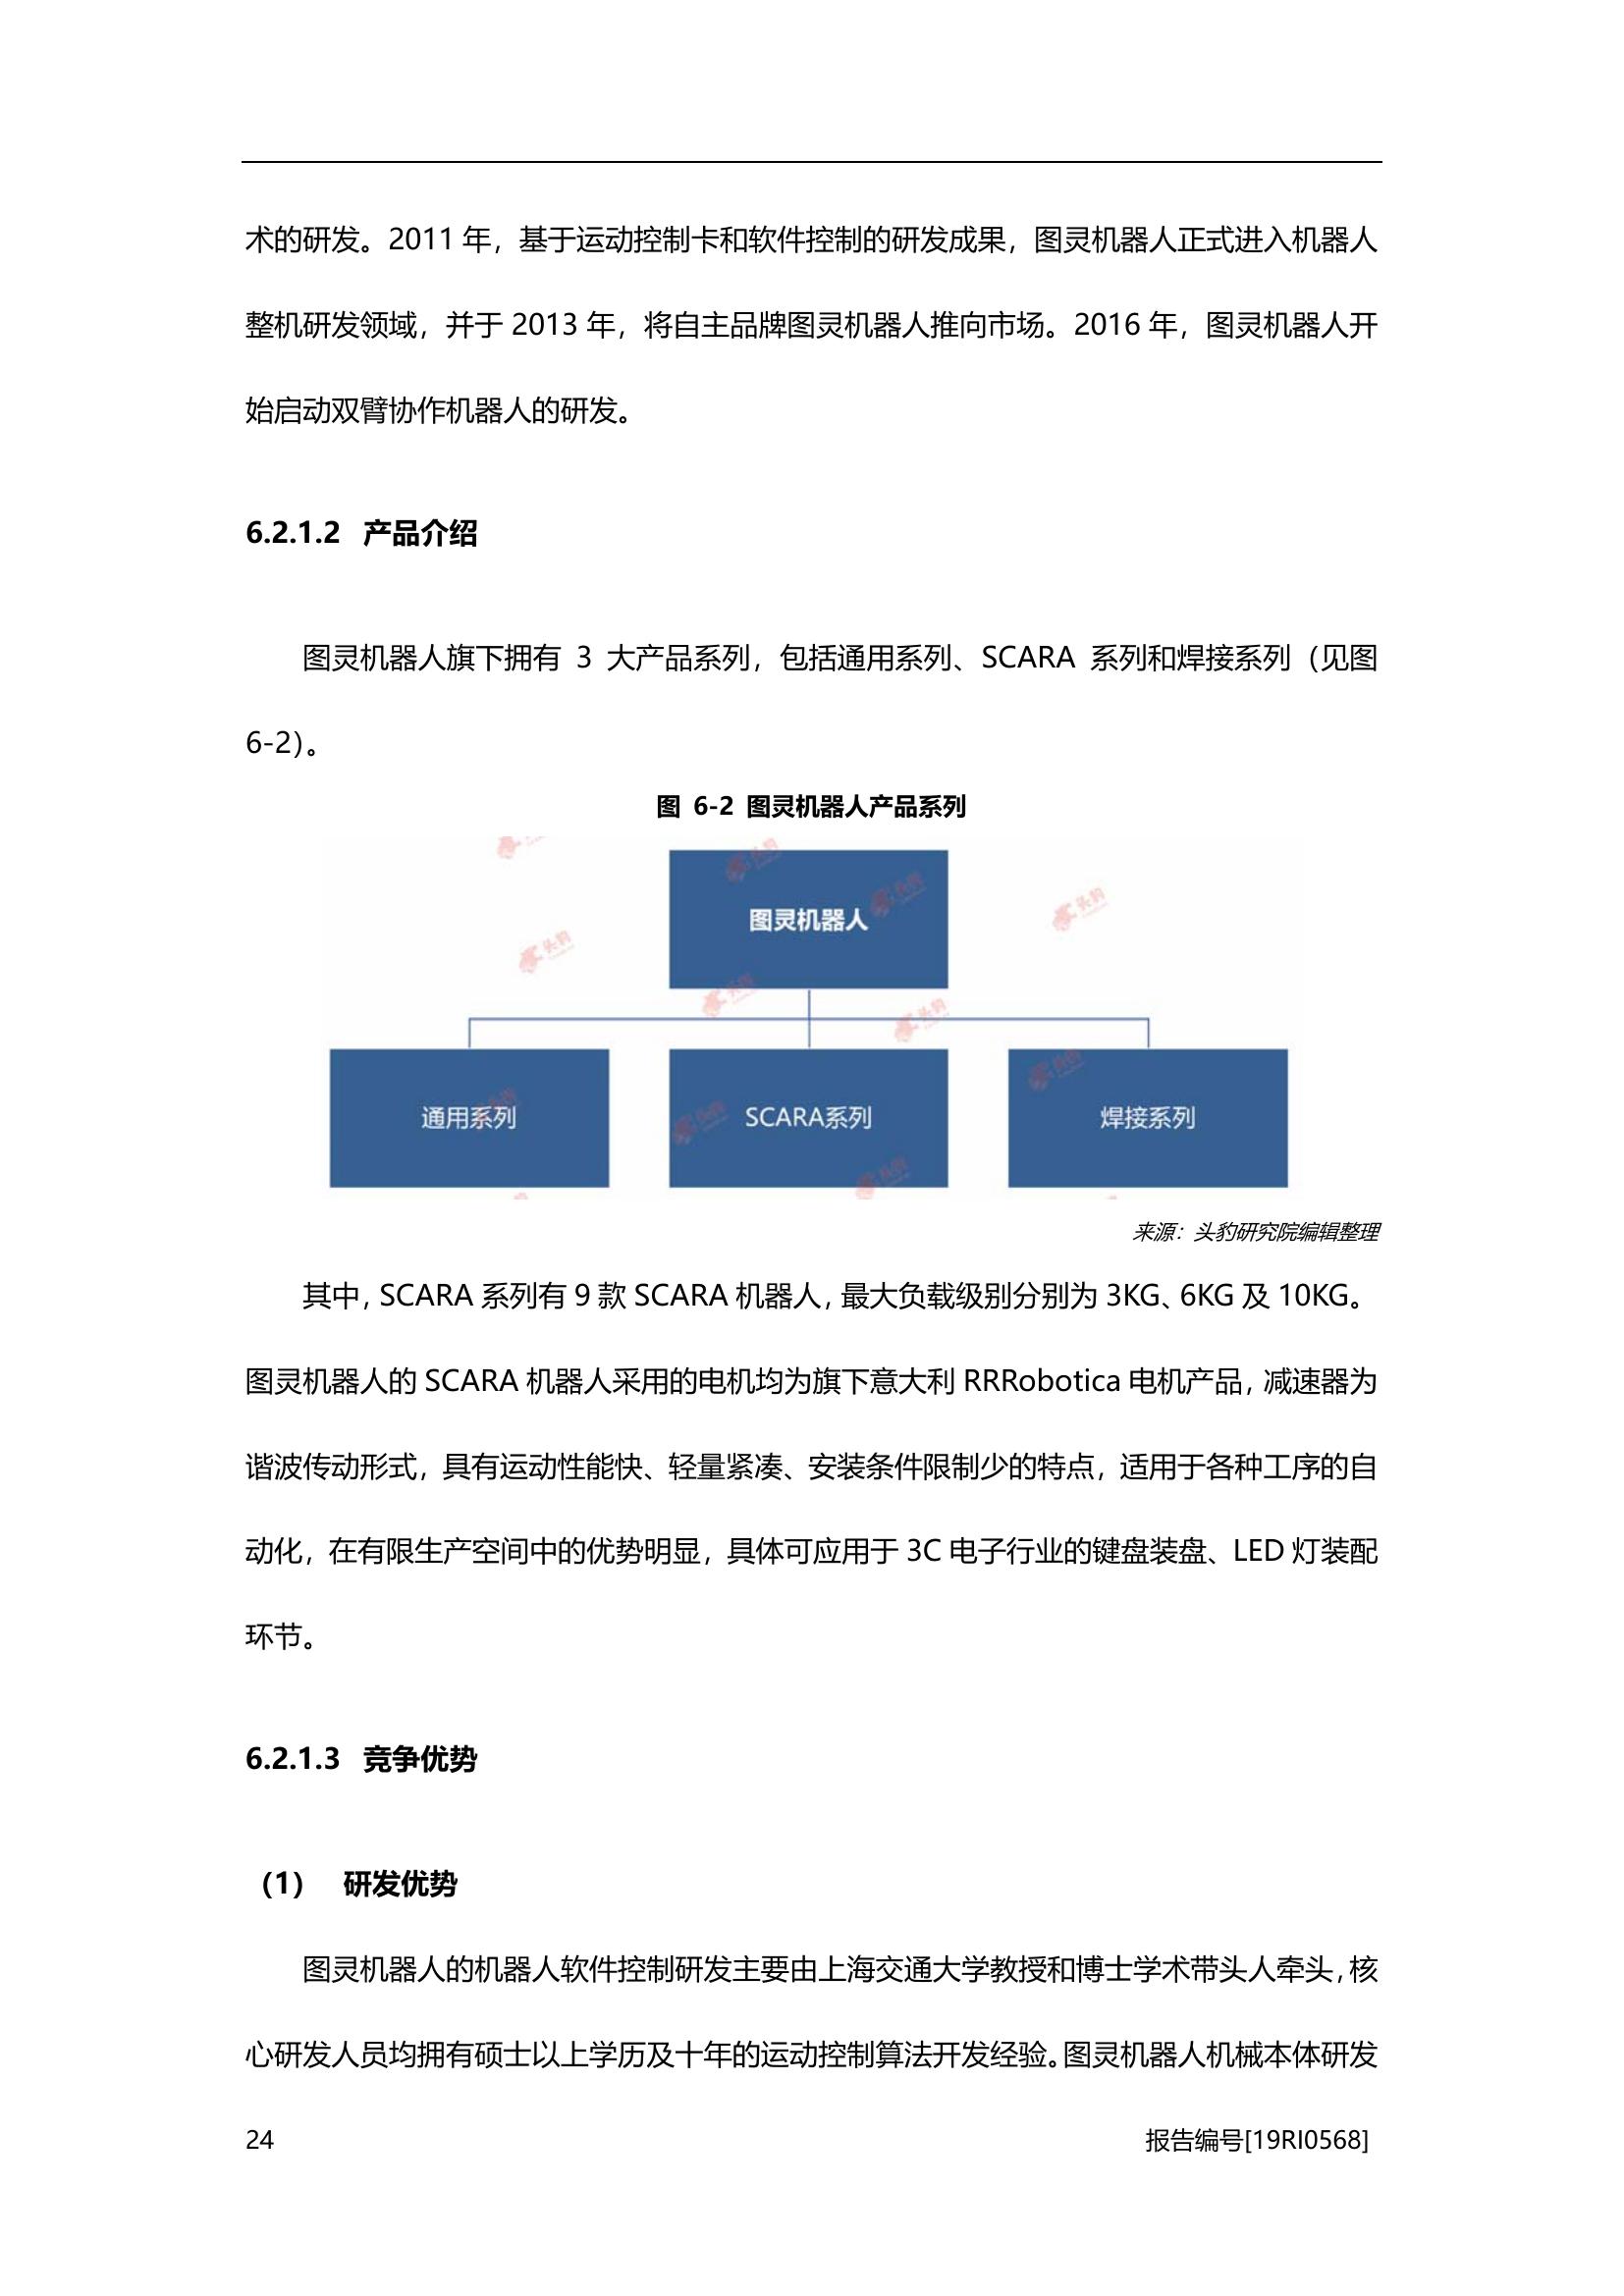 术的研发。2011 年，基于运动控制卡和软件控制的研发成果，图灵机器人正式进入机器人
整机研发领域，并于 2013 年，将自主品牌图灵机器人推向市场。2016 年，图灵机器人开
始启动双臂协作机器人的研发。
6.2.1.2 产品介绍
图灵机器人旗下拥有 3 大产品系列，包括通用系列、SCARA 系列和焊接系列（见图
6-2）。
图 6-2 图灵机器人产品系列
图灵机器人
通用系列 SCARA系列 焊接系列
来源：头豹研究院编辑整理
其中，SCARA 系列有 9 款 SCARA 机器人，最大负载级别分别为 3KG、6KG 及 10KG。
图灵机器人的 SCARA 机器人采用的电机均为旗下意大利 RRRobotica 电机产品，减速器为
谐波传动形式，具有运动性能快、轻量紧凑、安装条件限制少的特点，适用于各种工序的自
动化，在有限生产空间中的优势明显，具体可应用于 3C 电子行业的键盘装盘、LED 灯装配
环节。
6.2.1.3 竞争优势
（1） 研发优势
图灵机器人的机器人软件控制研发主要由上海交通大学教授和博士学术带头人牵头，核
心研发人员均拥有硕士以上学历及十年的运动控制算法开发经验。图灵机器人机械本体研发
24 报告编号[19RI0568]